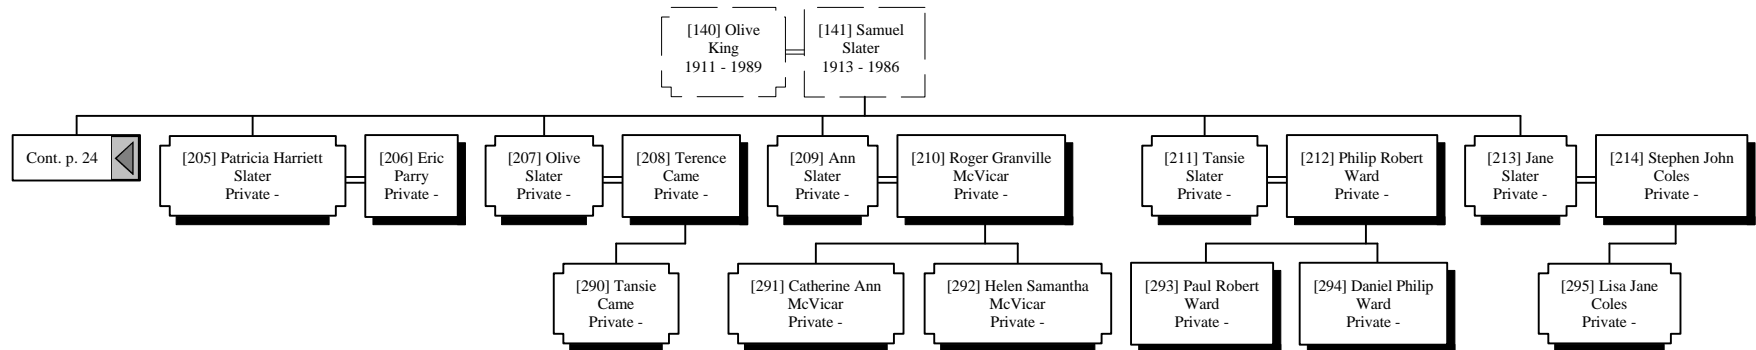 [140] Olive
King
1911 - 1989
[141] Samuel
Slater
1913 - 1986
Cont. p. 24
[205] Patricia Harriett
Slater
Private -
[206] Eric
Parry
Private -
[207] Olive
Slater
Private -
[208] Terence
Came
Private -
[209] Ann
Slater
Private -
[210] Roger Granville
McVicar
Private -
[211] Tansie
Slater
Private -
[212] Philip Robert
Ward
Private -
[213] Jane
Slater
Private -
[214] Stephen John
Coles
Private -
[290] Tansie
Came
Private -
[291] Catherine Ann
McVicar
Private -
[292] Helen Samantha
McVicar
Private -
[293] Paul Robert
Ward
Private -
[294] Daniel Philip
Ward
Private -
[295] Lisa Jane
Coles
Private -